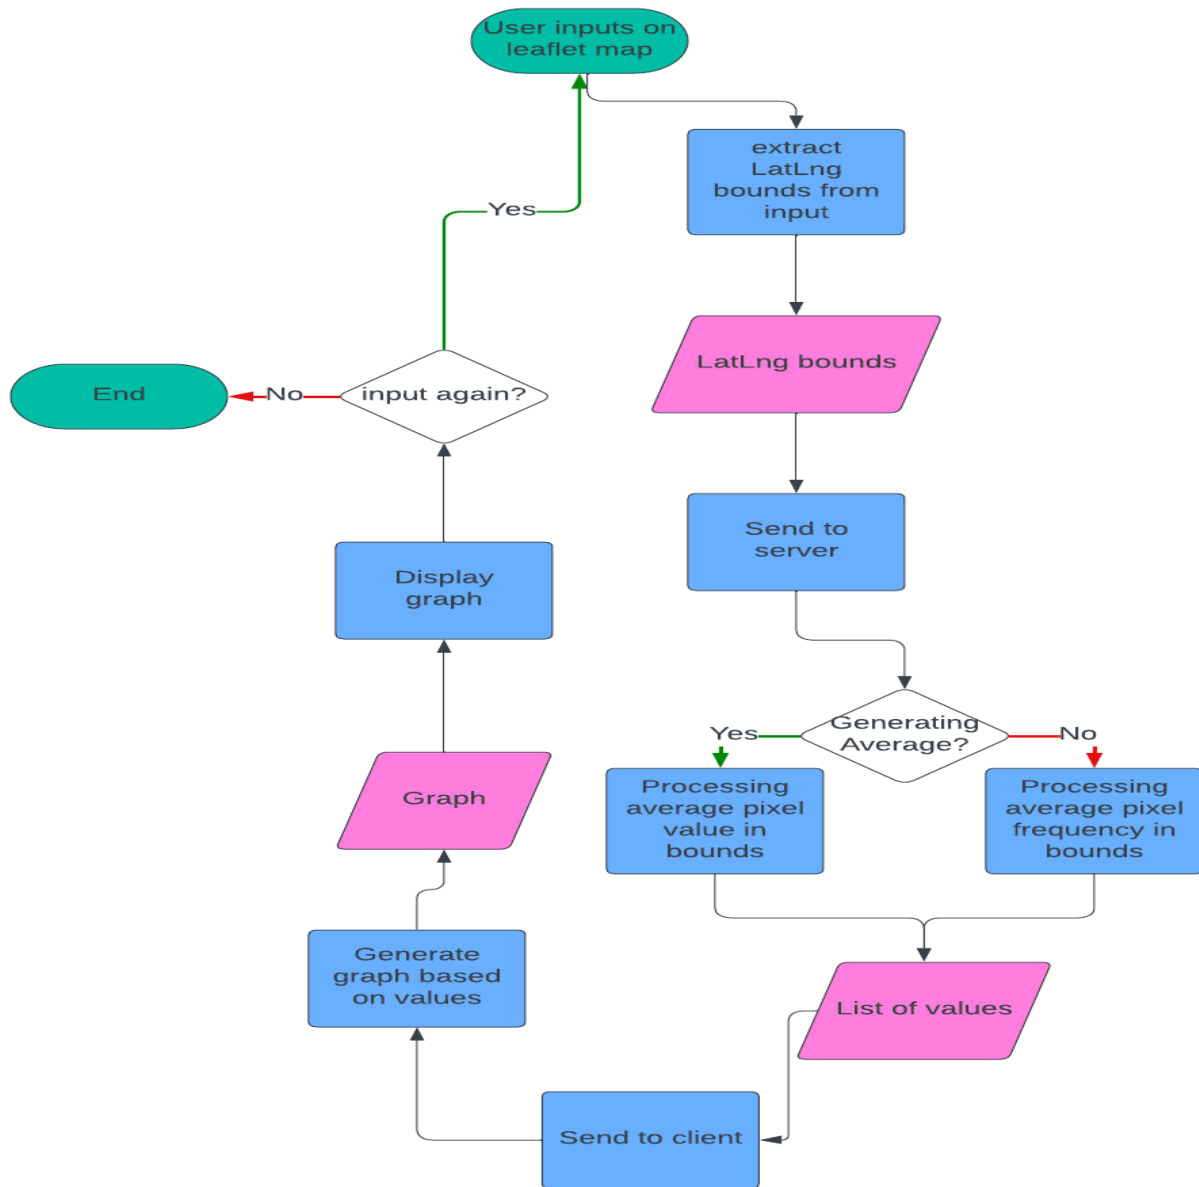 User inputs on
leaflet map
extract
LatLng
bounds from
input
Yes
LatLng bounds
End
No
input again?
Send to
server
Display
graph
Generating
Average?
Yes
No
Processing
average pixel
value in
bounds
Processing
average pixel
frequency in
bounds
Graph
Generate
graph based
on values
List of values
Send to client